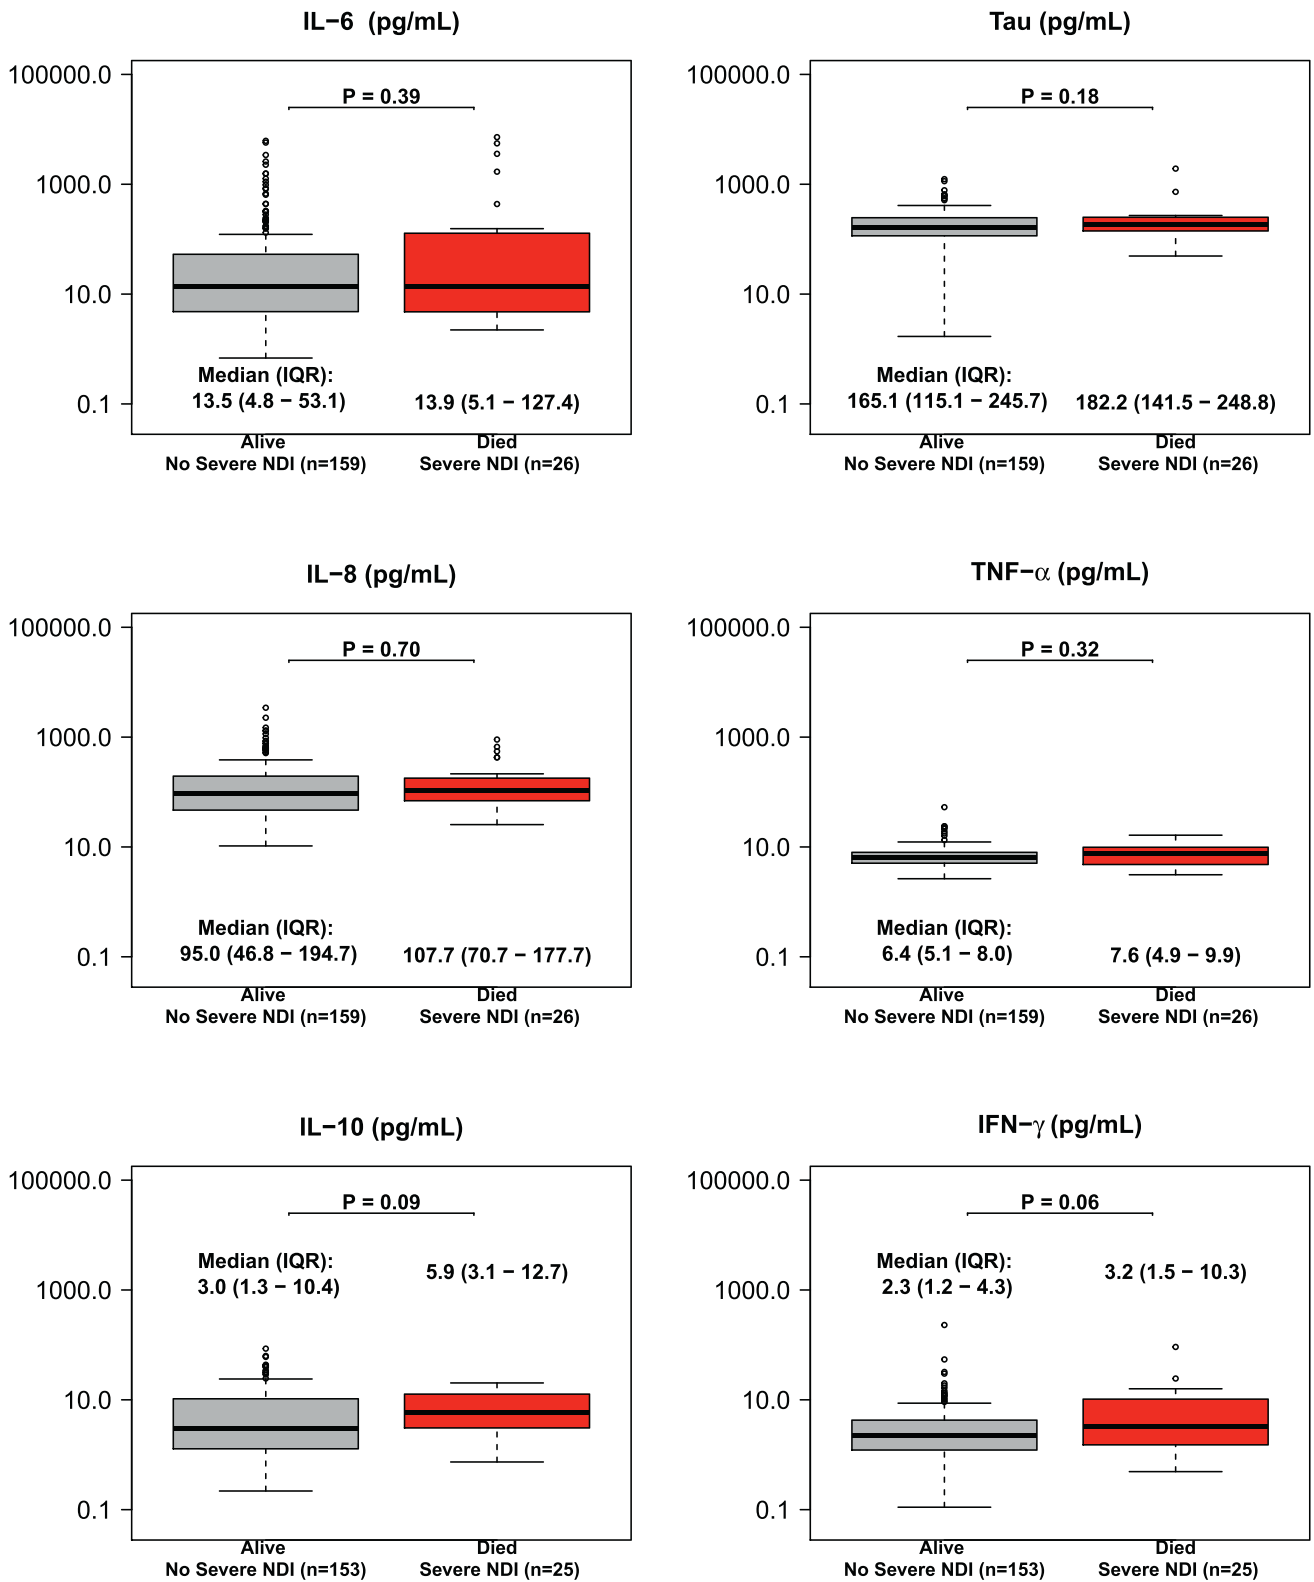 IL−6 (pg/mL)
100000.0
1000.0
10.0
0.1
P = 0.39
Median (IQR):
13.5 (4.8 − 53.1)
13.9 (5.1 − 127.4)
Alive
No Severe NDI (n=159)
Died
Severe NDI (n=26)
Tau (pg/mL)
100000.0
1000.0
10.0
0.1
P = 0.18
Median (IQR):
165.1 (115.1 − 245.7)
182.2 (141.5 − 248.8)
Alive
No Severe NDI (n=159)
Died
Severe NDI (n=26)
IL−8 (pg/mL)
100000.0
1000.0
10.0
0.1
P = 0.70
Median (IQR):
95.0 (46.8 − 194.7)
107.7 (70.7 − 177.7)
Alive
No Severe NDI (n=159)
Died
Severe NDI (n=26)
TNF−α (pg/mL)
100000.0
1000.0
10.0
0.1
P = 0.32
Median (IQR):
6.4 (5.1 − 8.0)
7.6 (4.9 − 9.9)
Alive
No Severe NDI (n=159)
Died
Severe NDI (n=26)
IL−10 (pg/mL)
100000.0
1000.0
10.0
0.1
P = 0.09
Median (IQR):
3.0 (1.3 − 10.4)
5.9 (3.1 − 12.7)
Alive
No Severe NDI (n=153)
Died
Severe NDI (n=25)
IFN−γ (pg/mL)
100000.0
1000.0
10.0
0.1
P = 0.06
Median (IQR):
2.3 (1.2 − 4.3)
3.2 (1.5 − 10.3)
Alive
No Severe NDI (n=153)
Died
Severe NDI (n=25)